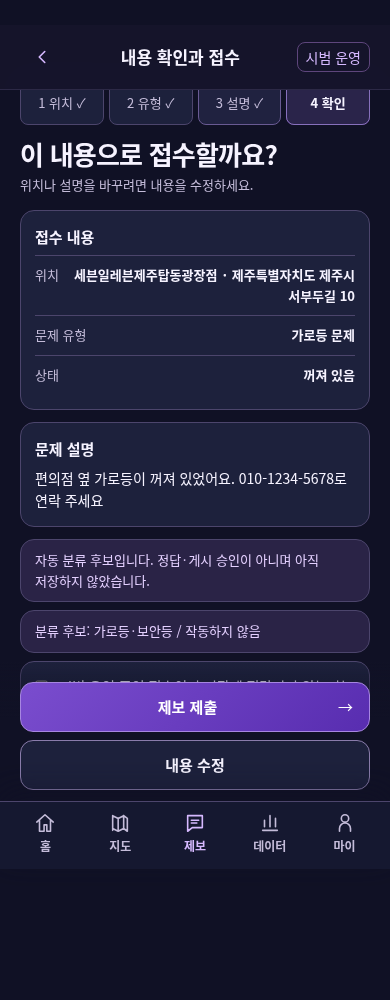 내용 확인과 접수
시범 운영
1 위치 ✓
2 유형 ✓
3 설명 ✓
4 확인
이 내용으로 접수할까요?
위치나 설명을 바꾸려면 내용을 수정하세요.
접수 내용
위치
세븐일레븐제주탑동광장점 · 제주특별자치도 제주시
서부두길 10
문제 유형
가로등 문제
상태
꺼져 있음
문제 설명
편의점 옆 가로등이 꺼져 있었어요. 010-1234-5678로
연락 주세요
자동 분류 후보입니다. 정답·게시 승인이 아니며 아직
저장하지 않았습니다.
분류 후보: 가로등·보안등 / 작동하지 않음
제보 제출 →
내용 수정
홈
지도
제보
데이터
마이